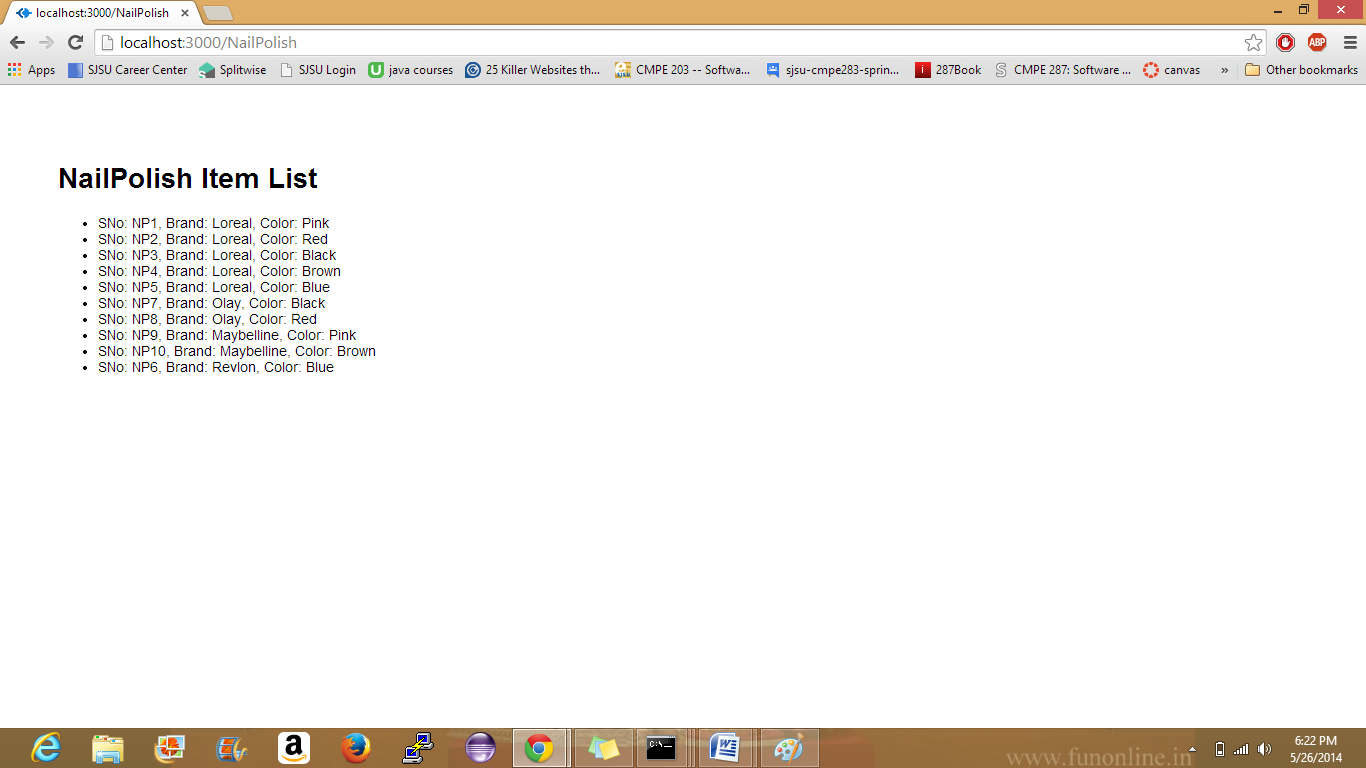 localhost:3000/NailPolish
localhost:3000/NailPolish
Apps SJSU Career Center Splitwise SJSU Login java courses 25 Killer Websites th... CMPE 203 -- Softwa... sjsu-cmpe283-sprin... 287Book CMPE 287: Software ... canvas » Other bookmarks
ABP
NailPolish Item List
• SNo: NP1, Brand: Loreal, Color: Pink
• SNo: NP2, Brand: Loreal, Color: Red
• SNo: NP3, Brand: Loreal, Color: Black
• SNo: NP4, Brand: Loreal, Color: Brown
• SNo: NP5, Brand: Loreal, Color: Blue
• SNo: NP7, Brand: Olay, Color: Black
• SNo: NP8, Brand: Olay, Color: Red
• SNo: NP9, Brand: Maybelline, Color: Pink
• SNo: NP10, Brand: Maybelline, Color: Brown
• SNo: NP6, Brand: Revlon, Color: Blue
www.funonline.in
6:22 PM
5/26/2014